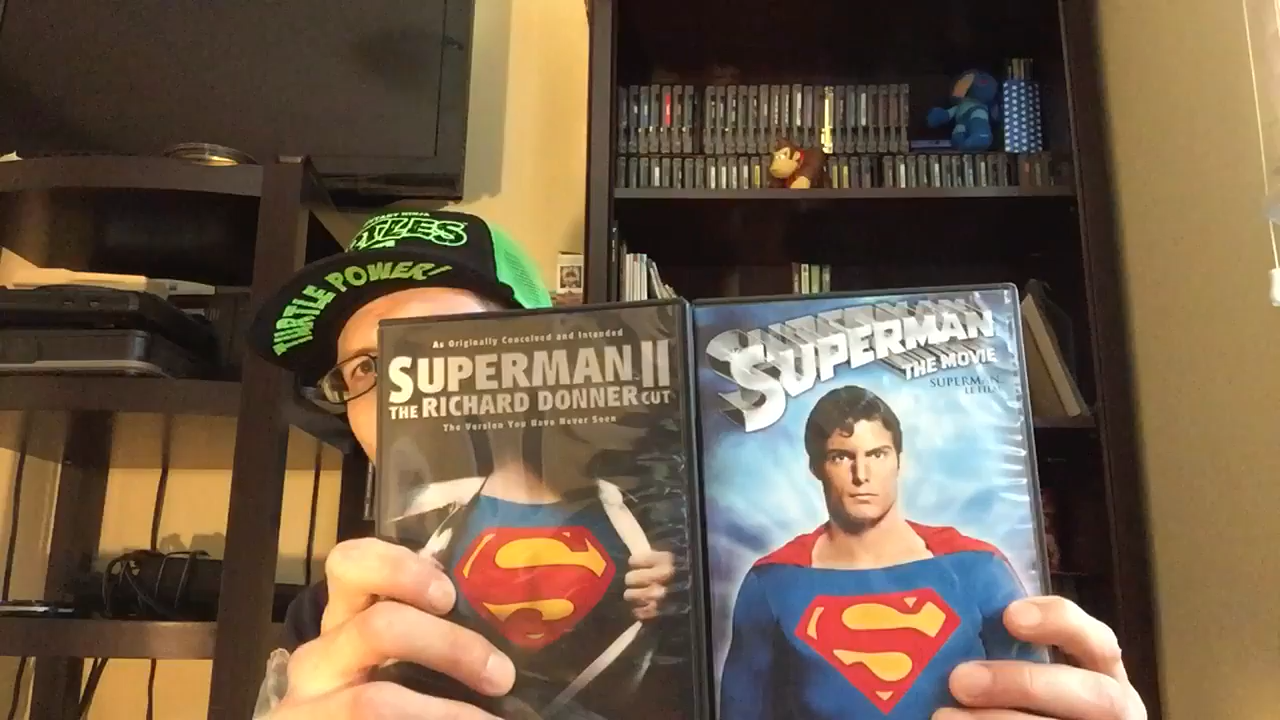 TURTLE POWER!
As Originally Conceived and Intended
SUPERMAN II
THE RICHARD DONNER CUT
The Version You Have Never Seen
SUPERMAN
THE MOVIE
SUPERMAN
LE FILM